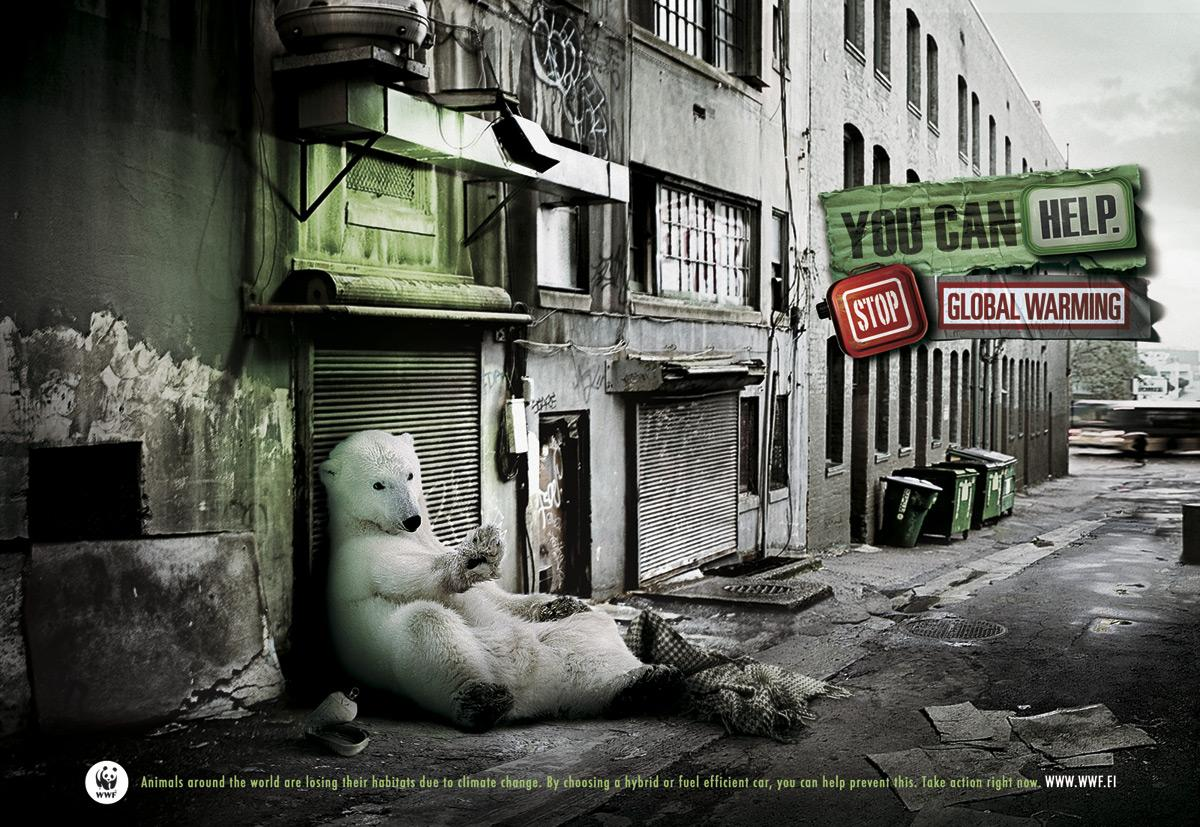 YOU CAN HELP.
STOP GLOBAL WARMING
WWF
Animals around the world are losing their habitats due to climate change. By choosing a hybrid or fuel efficient car, you can help prevent this. Take action right now. WWW.WWF.FI